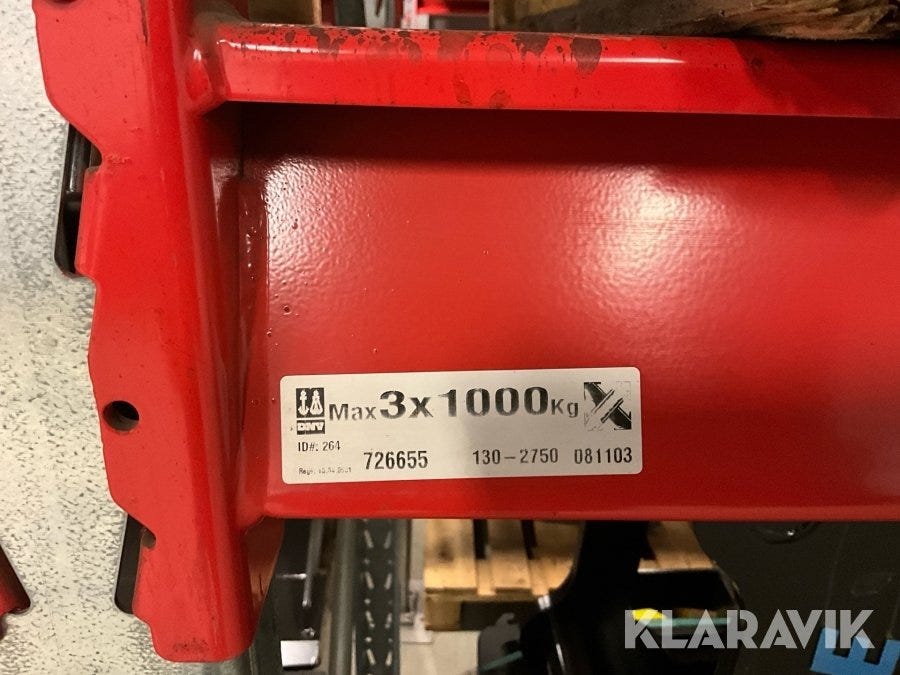 Max 3x1000Kg
DNV
ID#: 264
726655 130-2750 081103
KLARAVIK
E